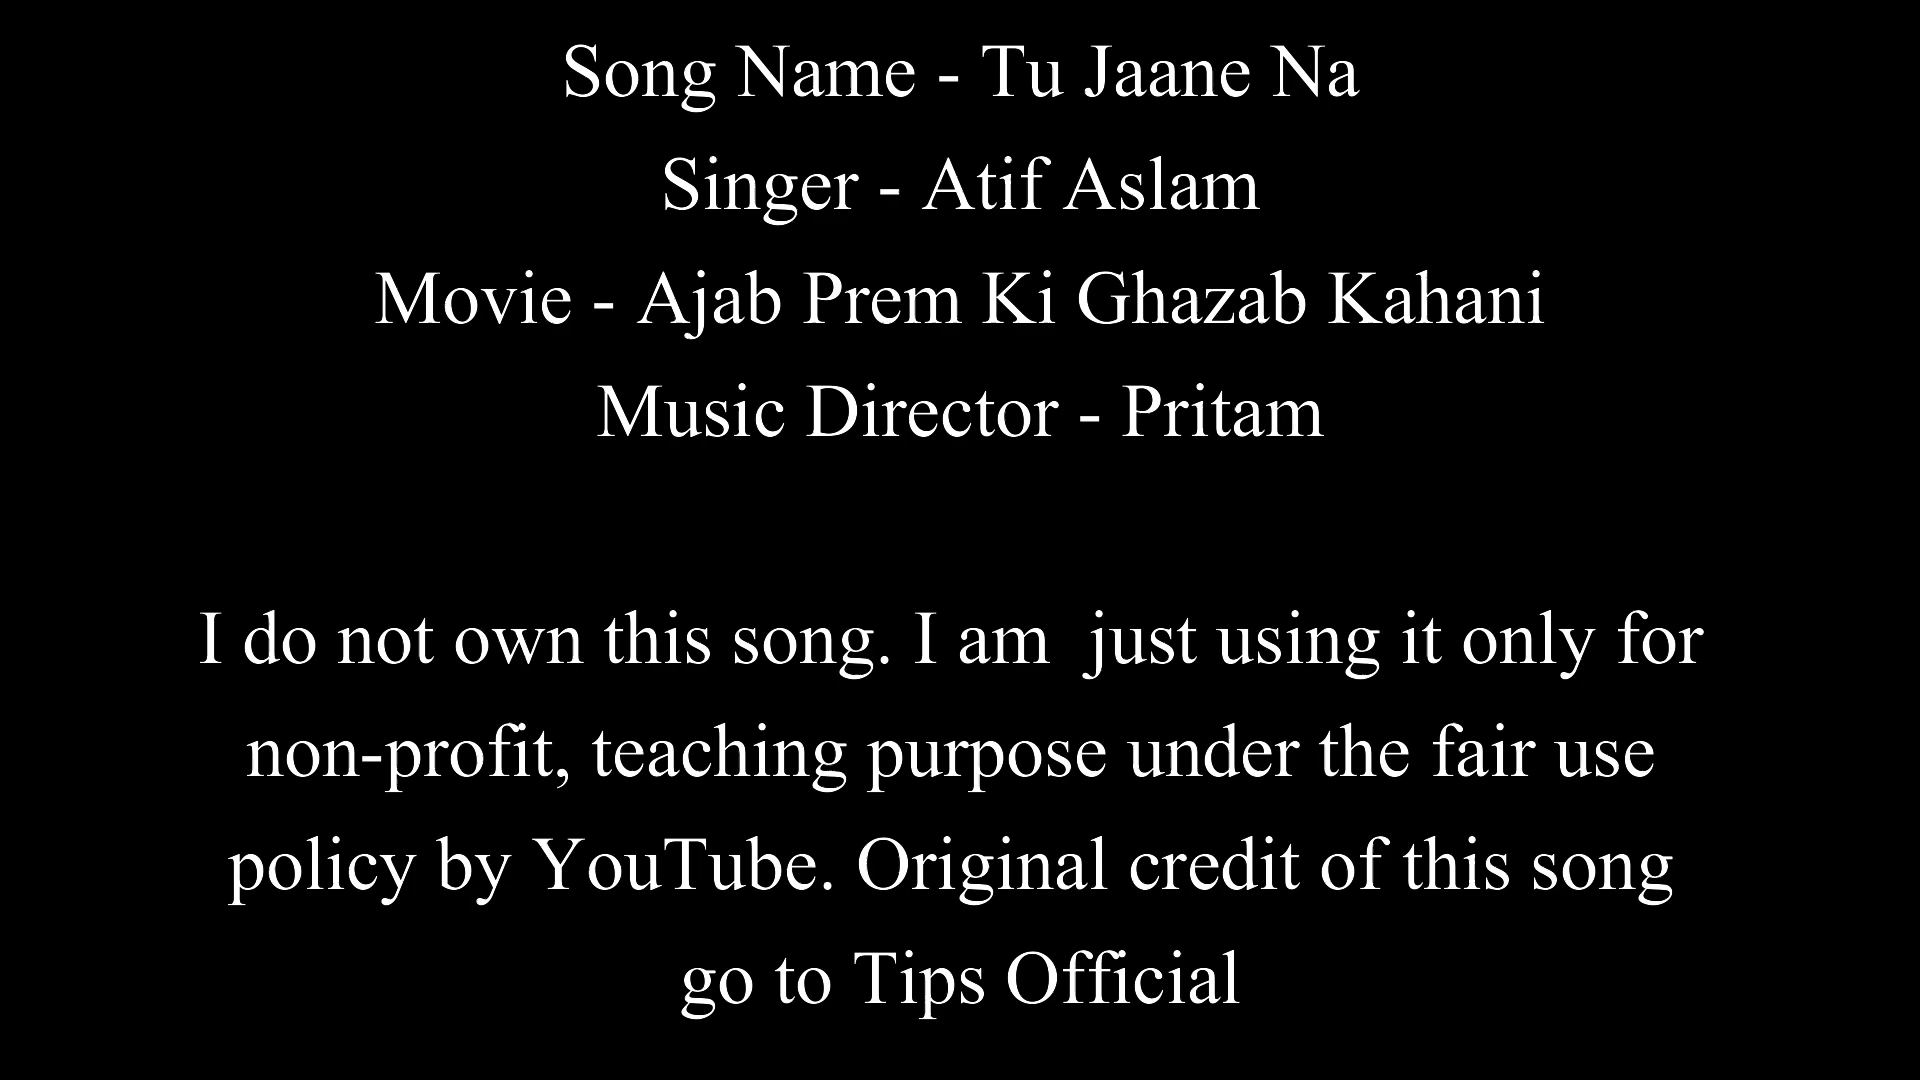 Song Name - Tu Jaane Na
Singer - Atif Aslam
Movie - Ajab Prem Ki Ghazab Kahani
Music Director - Pritam
I do not own this song. I am  just using it only for
non-profit, teaching purpose under the fair use
policy by YouTube. Original credit of this song
go to Tips Official